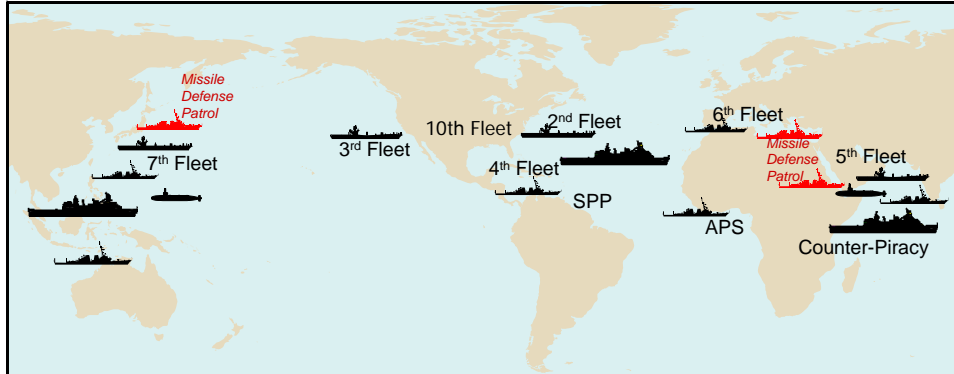 Missile
Defense
Patrol
7th Fleet
3rd Fleet
10th Fleet
2nd Fleet
4th Fleet
SPP
6th Fleet
Missile
Defense
Patrol
5th Fleet
APS
Counter-Piracy